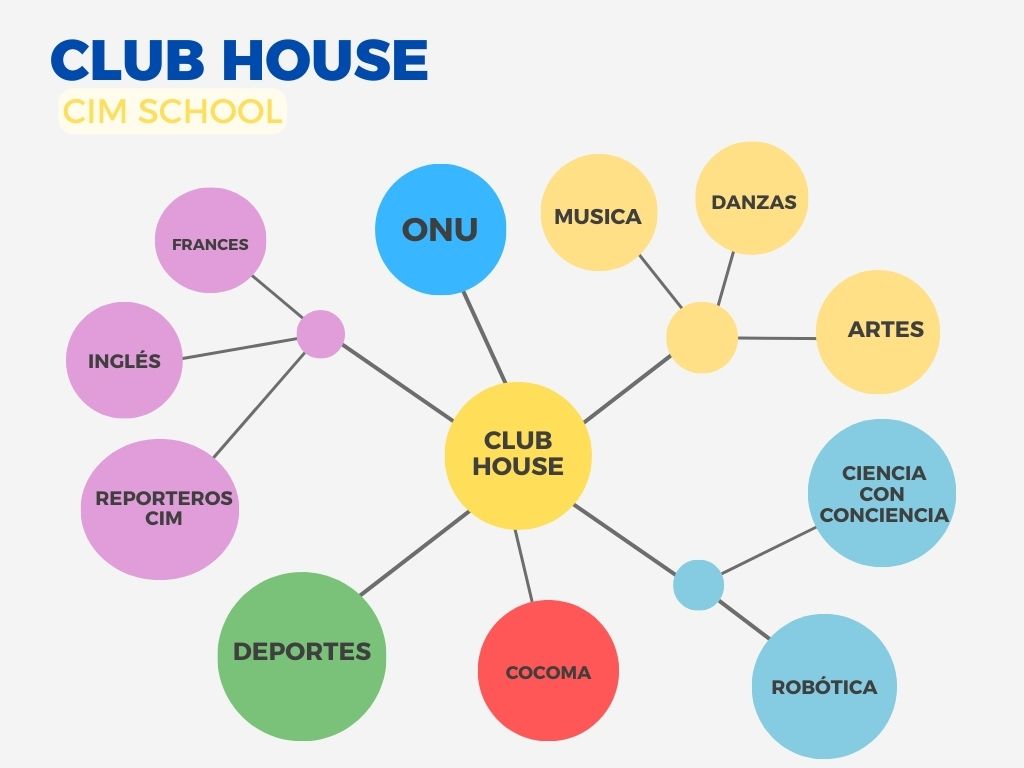 CLUB HOUSE
CIM SCHOOL
FRANCES
ONU
MUSICA
DANZAS
INGLÉS
ARTES
CLUB
HOUSE
REPORTEROS
CIM
CIENCIA
CON
CONCIENCIA
DEPORTES
COCOMA
ROBÓTICA